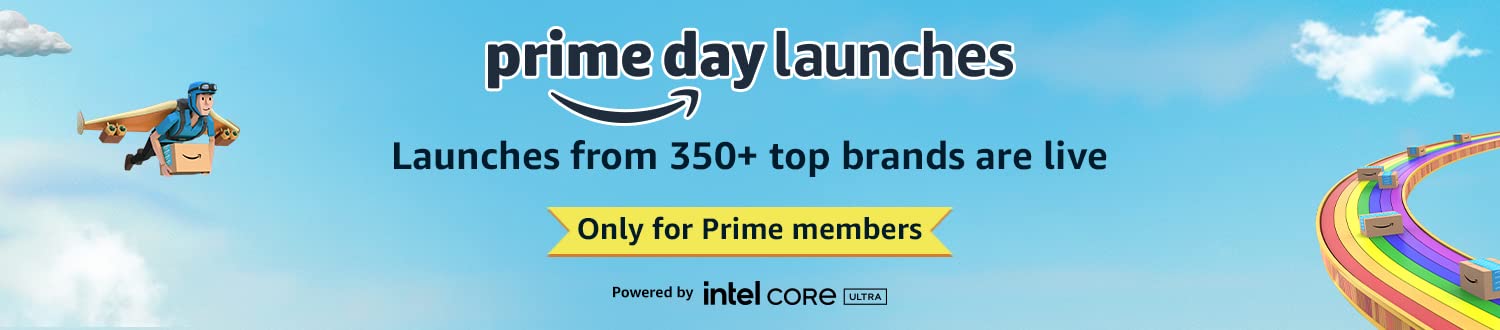 prime day launches
Launches from 350+ top brands are live
Only for Prime members
Powered by intel CORE ULTRA